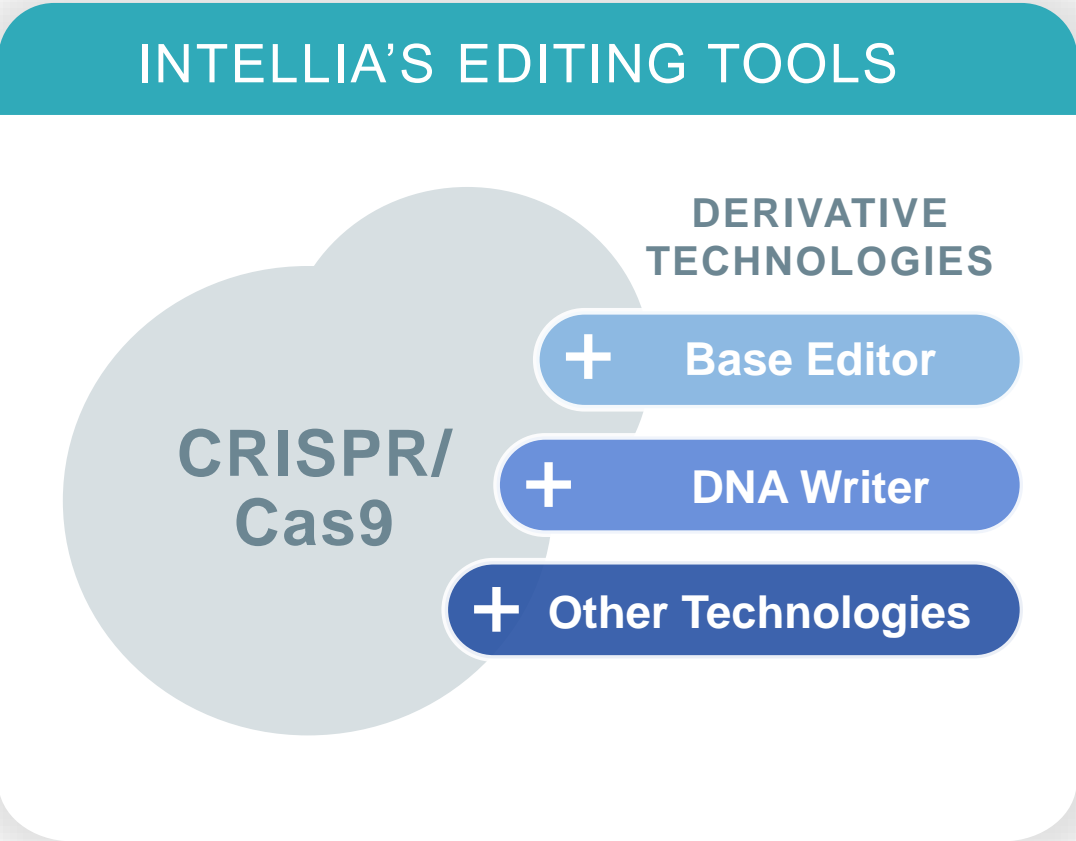 INTELLIA’S EDITING TOOLS
DERIVATIVE
TECHNOLOGIES
CRISPR/
Cas9
+ Base Editor
+ DNA Writer
+ Other Technologies